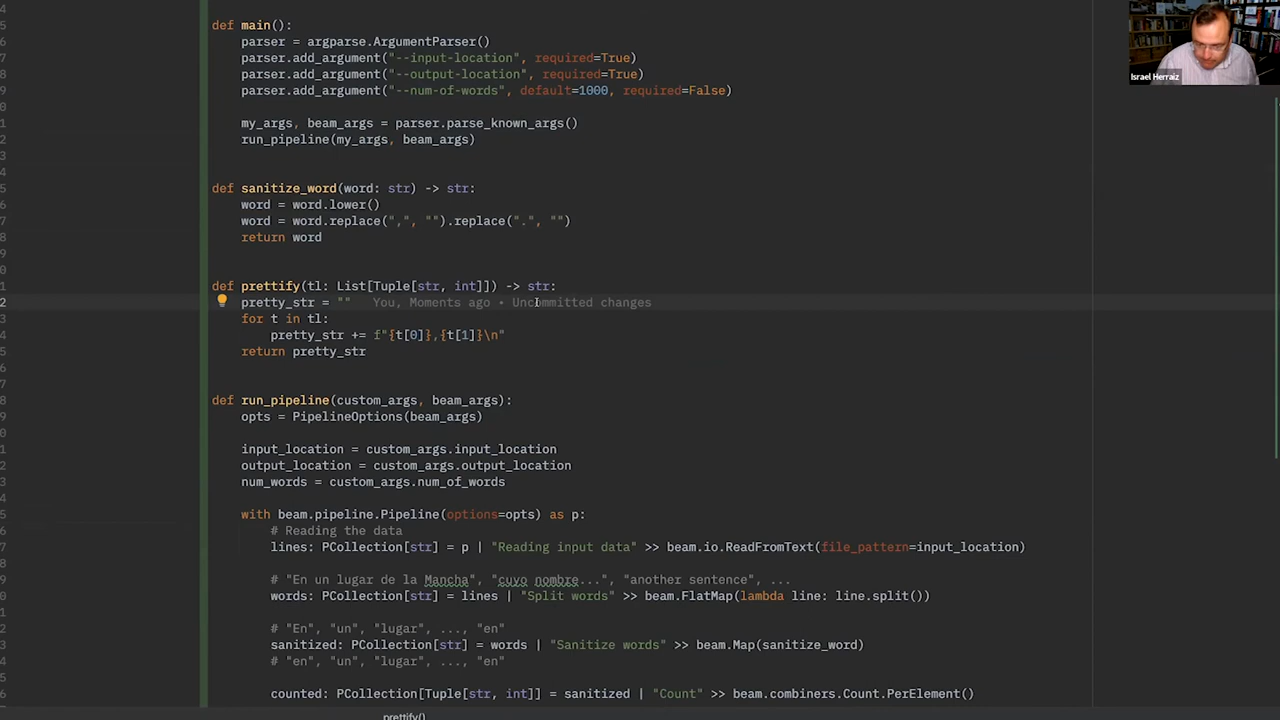 def main():
parser = argparse.ArgumentParser()
parser.add_argument("--input-location", required=True)
parser.add_argument("--output-location", required=True)
parser.add_argument("--num-of-words", default=1000, required=False)
my_args, beam_args = parser.parse_known_args()
run_pipeline(my_args, beam_args)
def sanitize_word(word: str) -> str:
word = word.lower()
word = word.replace(",", "").replace(".", "")
return word
def prettify(tl: List[Tuple[str, int]]) -> str:
pretty_str = "" You, Moments ago • Uncommitted changes
for t in tl:
pretty_str += f"{t[0]},{t[1]}\n"
return pretty_str
def run_pipeline(custom_args, beam_args):
opts = PipelineOptions(beam_args)
input_location = custom_args.input_location
output_location = custom_args.output_location
num_words = custom_args.num_of_words
with beam.pipeline.Pipeline(options=opts) as p:
# Reading the data
lines: PCollection[str] = p | "Reading input data" >> beam.io.ReadFromText(file_pattern=input_location)
# "En un lugar de la Mancha", "cuyo nombre...", "another sentence", ...
words: PCollection[str] = lines | "Split words" >> beam.FlatMap(lambda line: line.split())
# "En", "un", "lugar", ..., "en"
sanitized: PCollection[str] = words | "Sanitize words" >> beam.Map(sanitize_word)
# "en", "un", "lugar", ..., "en"
counted: PCollection[Tuple[str, int]] = sanitized | "Count" >> beam.combiners.Count.PerElement()
prettify()
Israel Herraiz